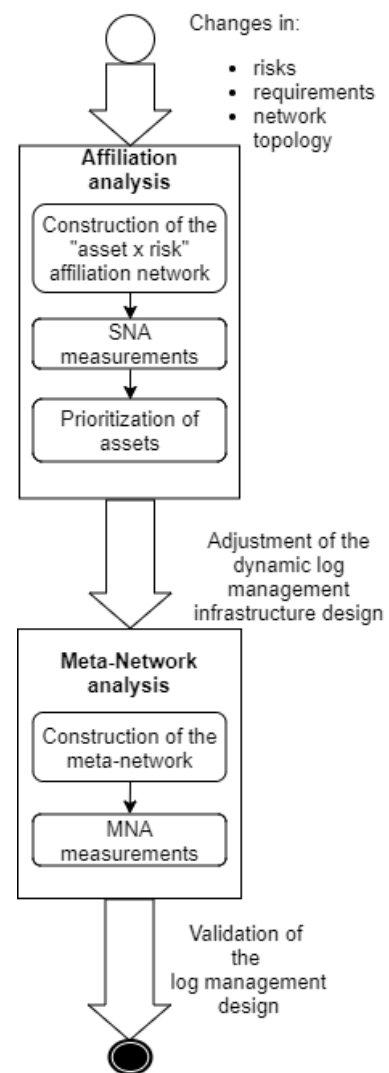 Changes in:
• risks
• requirements
• network
topology
Affiliation
analysis
Construction of the
"asset x risk"
affiliation network
SNA
measurements
Prioritization of
assets
Adjustment of the
dynamic log
management
infrastructure design
Meta-Network
analysis
Construction of the
meta-network
MNA
measurements
Validation of
the
log management
design